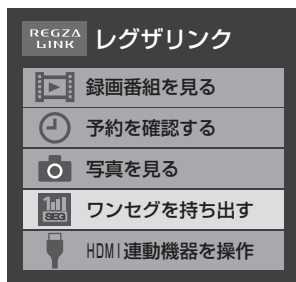 REGZA
LINK レグザリンク
録画番組を見る
予約を確認する
写真を見る
1seg
SEG ワンセグを持ち出す
HDMI連動機器を操作